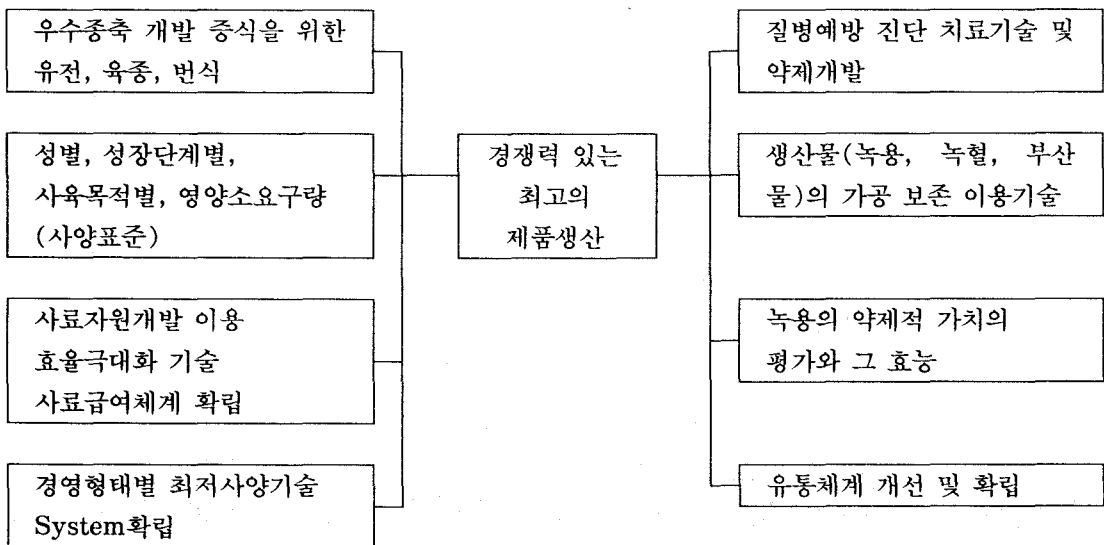 우수종축 개발 증식을 위한
유전, 육종, 번식
성별, 성장단계별,
사육목적별, 영양소요구량
(사양표준)
사료자원개발 이용
효율극대화 기술
사료급여체계 확립
경영형태별 최저사양기술
System확립
경쟁력 있는
최고의
제품생산
질병예방 진단 치료기술 및
약제개발
생산물(녹용, 녹혈, 부산
물)의 가공 보존 이용기술
녹용의 약제적 가치의
평가와 그 효능
유통체계 개선 및 확립